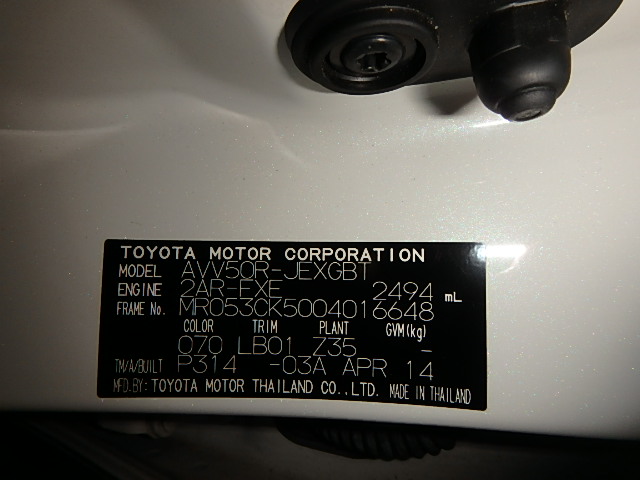 TOYOTA MOTOR CORPORATION
MODEL AVV50R-JEXGBT
ENGINE 2AR-FXE 2494 mL
FRAME No. MR053CK5004016648
COLOR TRIM PLANT GVM(kg)
070 LB01 Z35 -
TM/A/BUILT P314 -03A APR 14
MFD.BY: TOYOTA MOTOR THAILAND CO.,LTD. MADE IN THAILAND